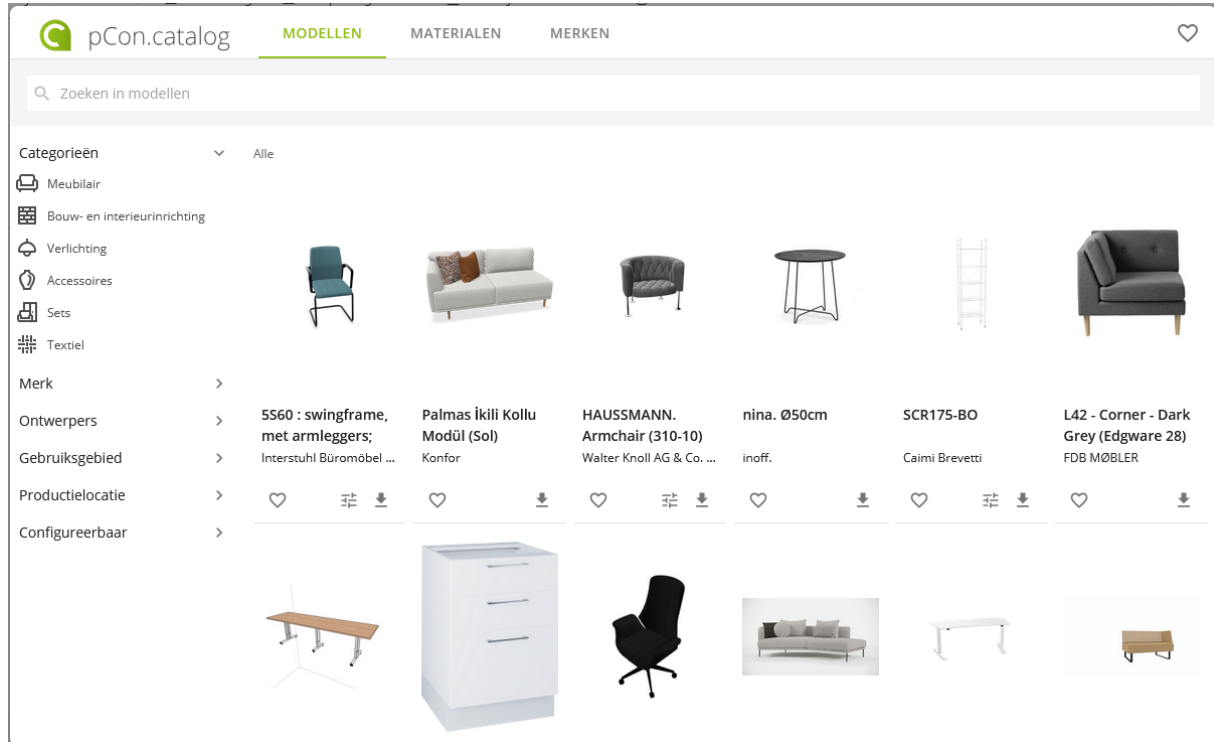 pCon.catalog
MODELLEN
MATERIALEN
MERKEN
Zoeken in modellen
Categorieën
Meubilair
Bouw- en interieurinrichting
Verlichting
Accessoires
Sets
Textiel
Merk
Ontwerpers
Gebruiksgebied
Productielocatie
Configureerbaar
Alle
5S60 : swingframe,
met armleggers;
Interstuhl Büromöbel ...
Palmas İkili Kollu
Modül (Sol)
Konfor
HAUSSMANN.
Armchair (310-10)
Walter Knoll AG & Co. ...
nina. Ø50cm
inoff.
SCR175-BO
Caimi Brevetti
L42 - Corner - Dark
Grey (Edgware 28)
FDB MØBLER